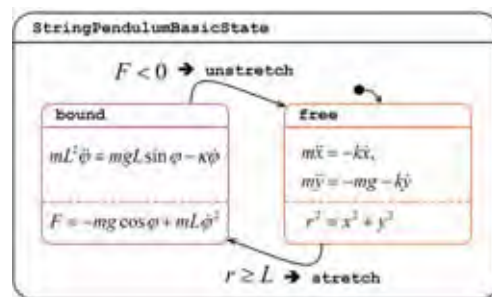 StringPendulumBasicState
F < 0 ➔ unstretch
bound
mL²φ̈ = mgL sin φ − κφ̇
F = −mg cos φ + mLφ̇²
free
mẍ = −kẋ,
mÿ = −mg − kẏ
r² = x² + y²
r ≥ L ➔ stretch